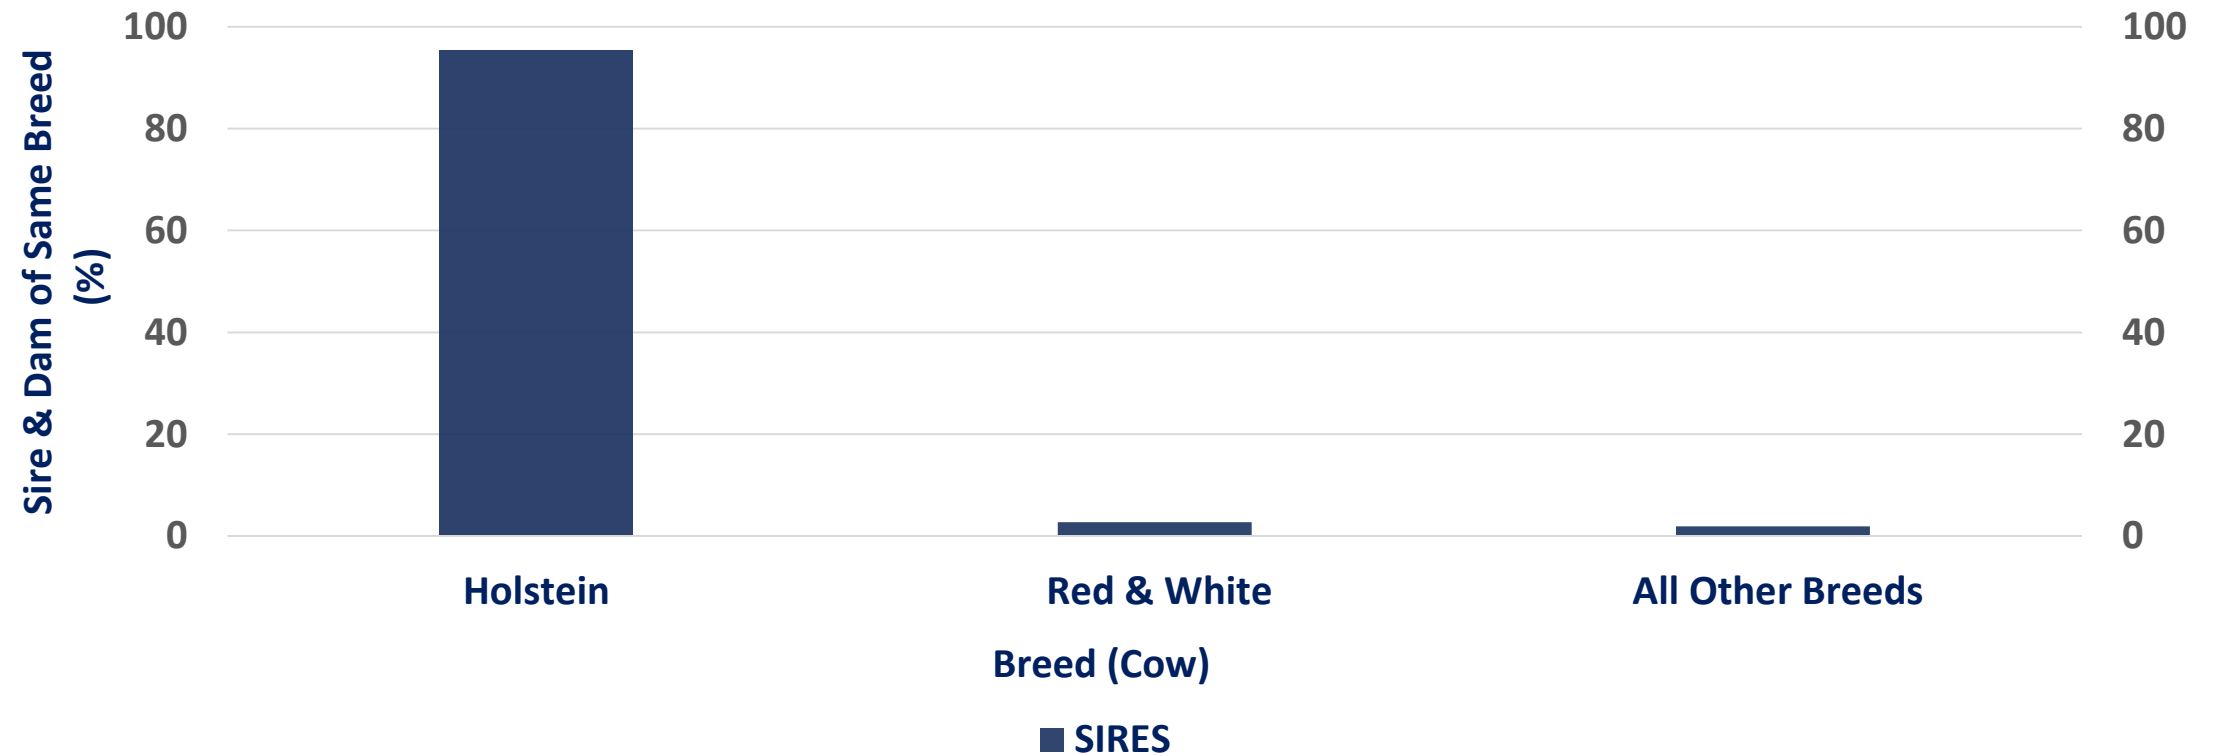 Sire & Dam of Same Breed
(%)
100
80
60
40
20
0
100
80
60
40
20
0
Holstein
Red & White
All Other Breeds
Breed (Cow)
SIRES